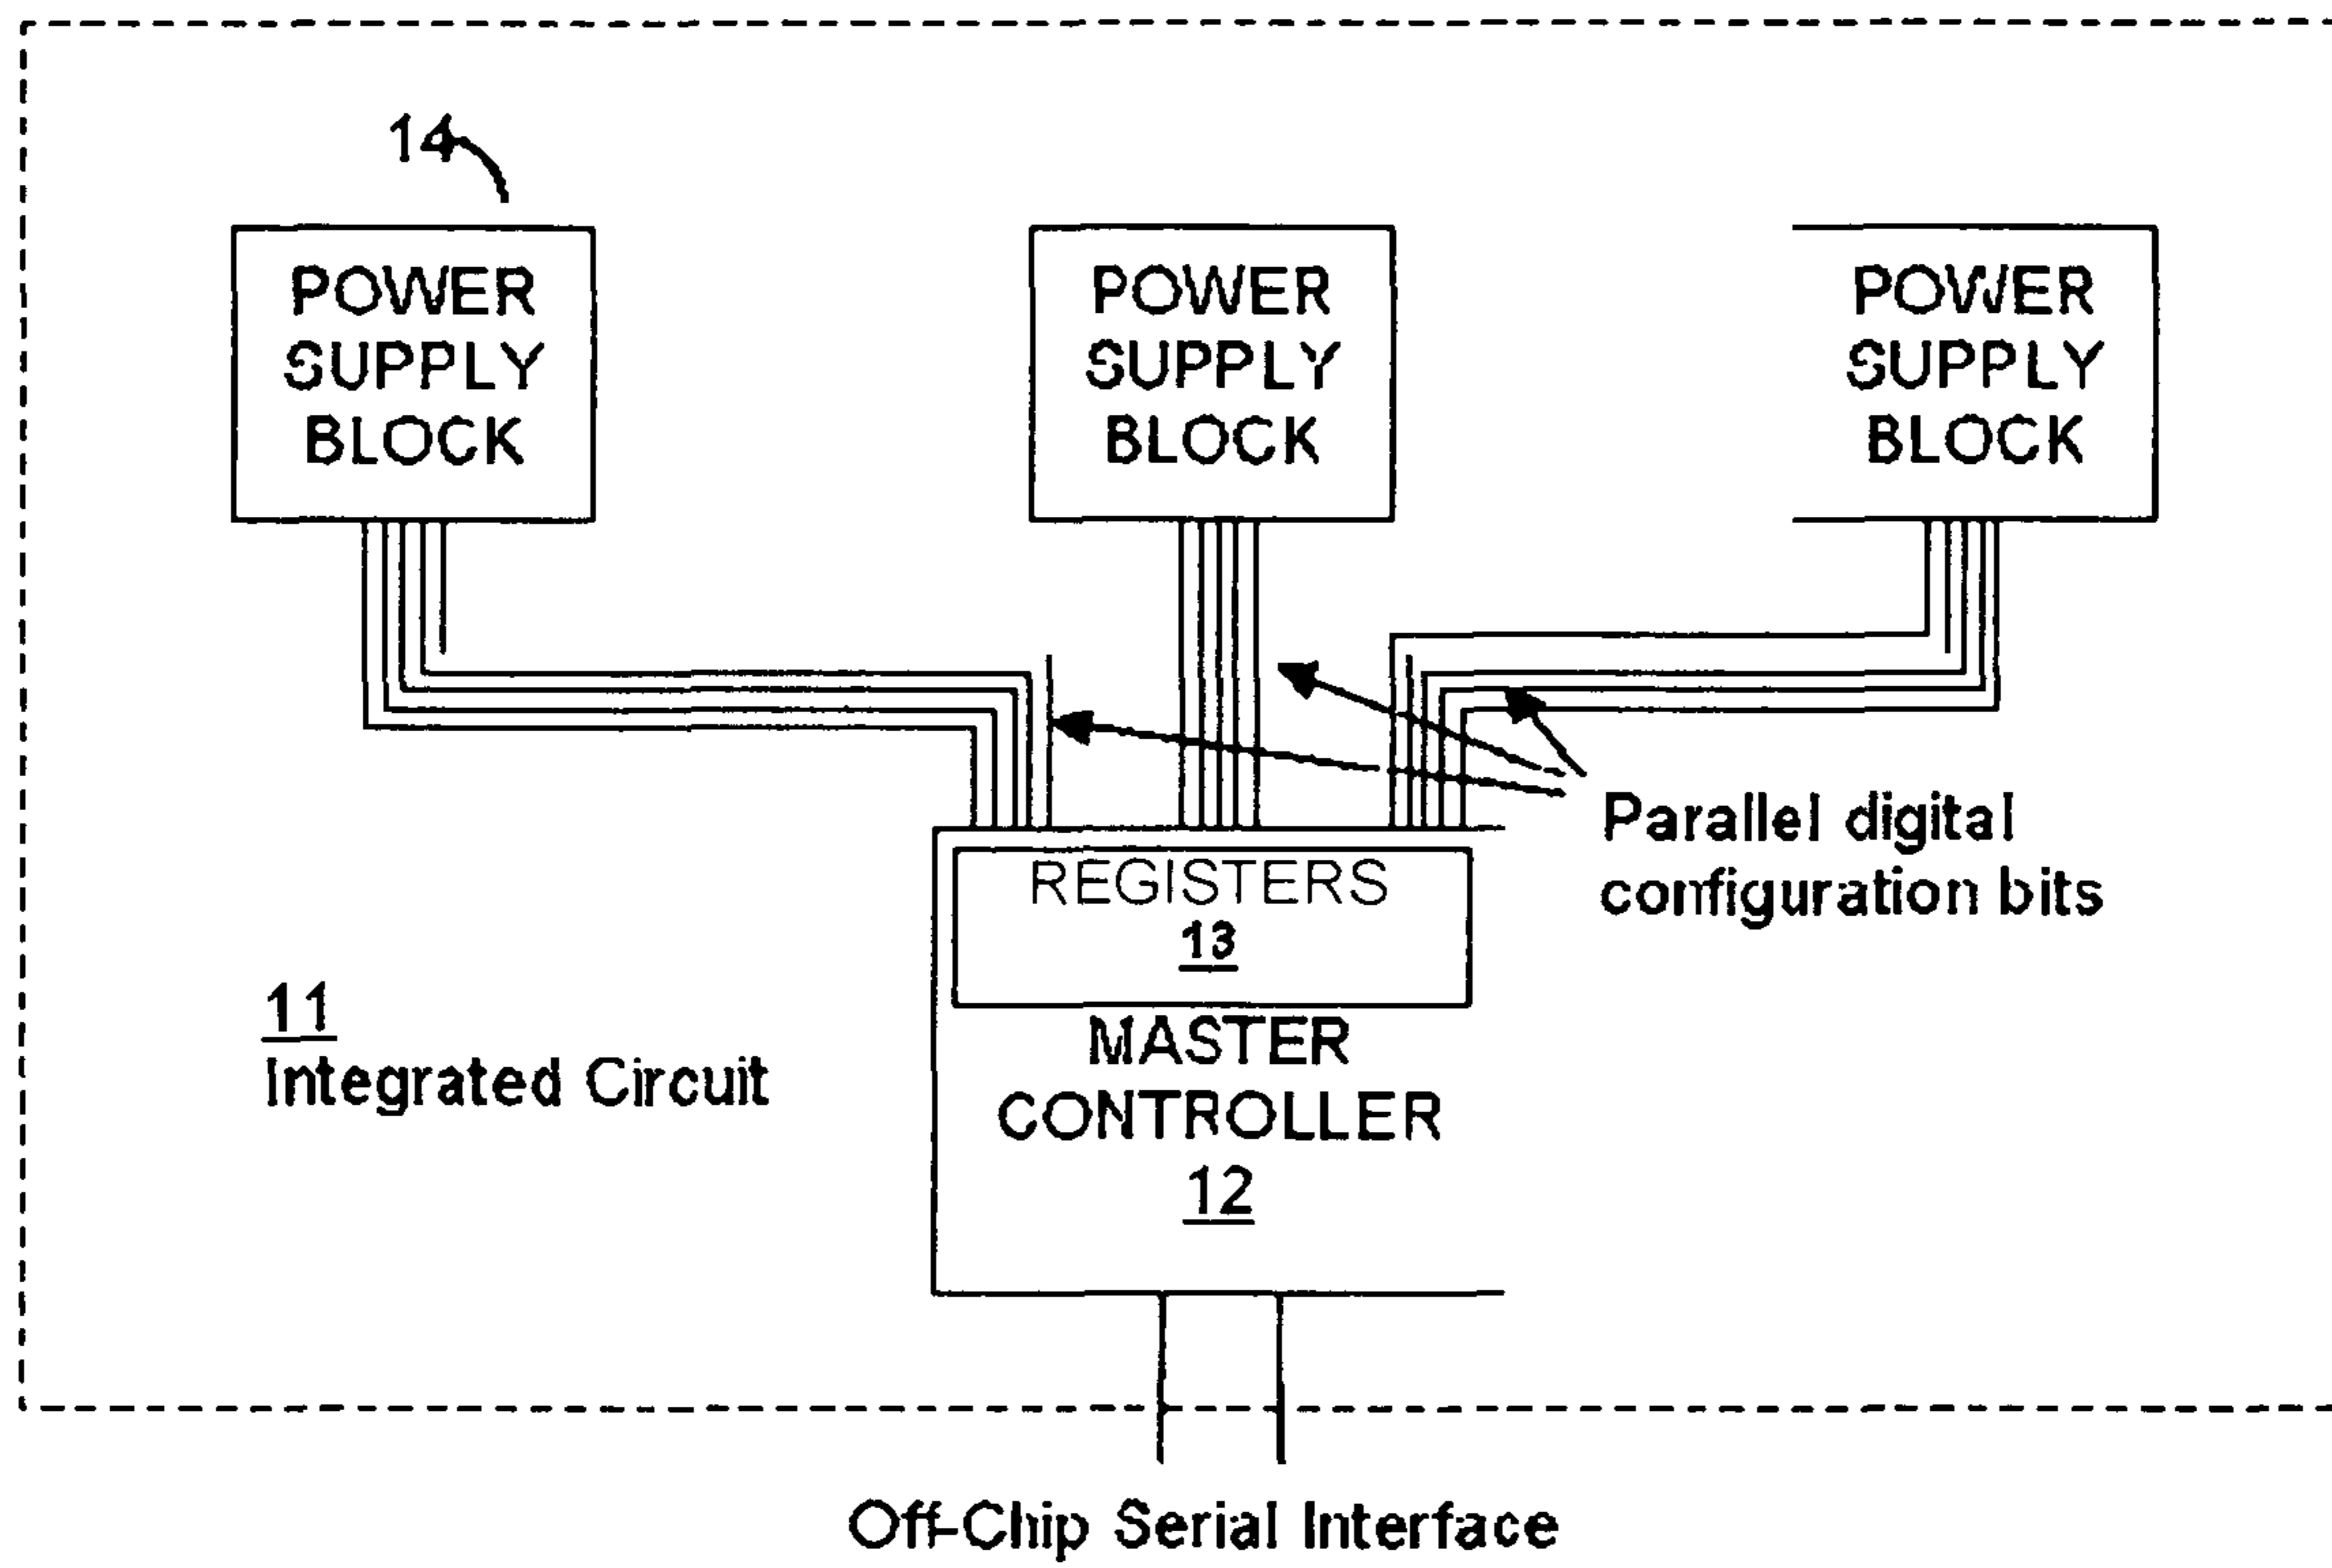 14
POWER
SUPPLY
BLOCK
POWER
SUPPLY
BLOCK
POWER
SUPPLY
BLOCK
Parallel digital
configuration bits
REGISTERS
13
MASTER
CONTROLLER
12
11
Integrated Circuit
Off-Chip Serial Interface